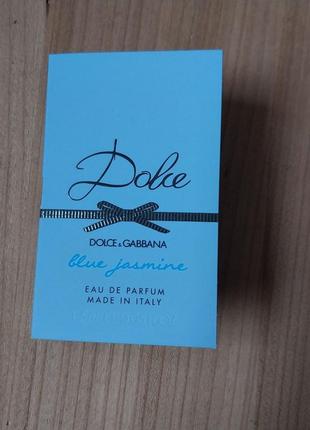 Dolce
DOLCE & GABBANA
blue jasmine
EAU DE PARFUM
MADE IN ITALY